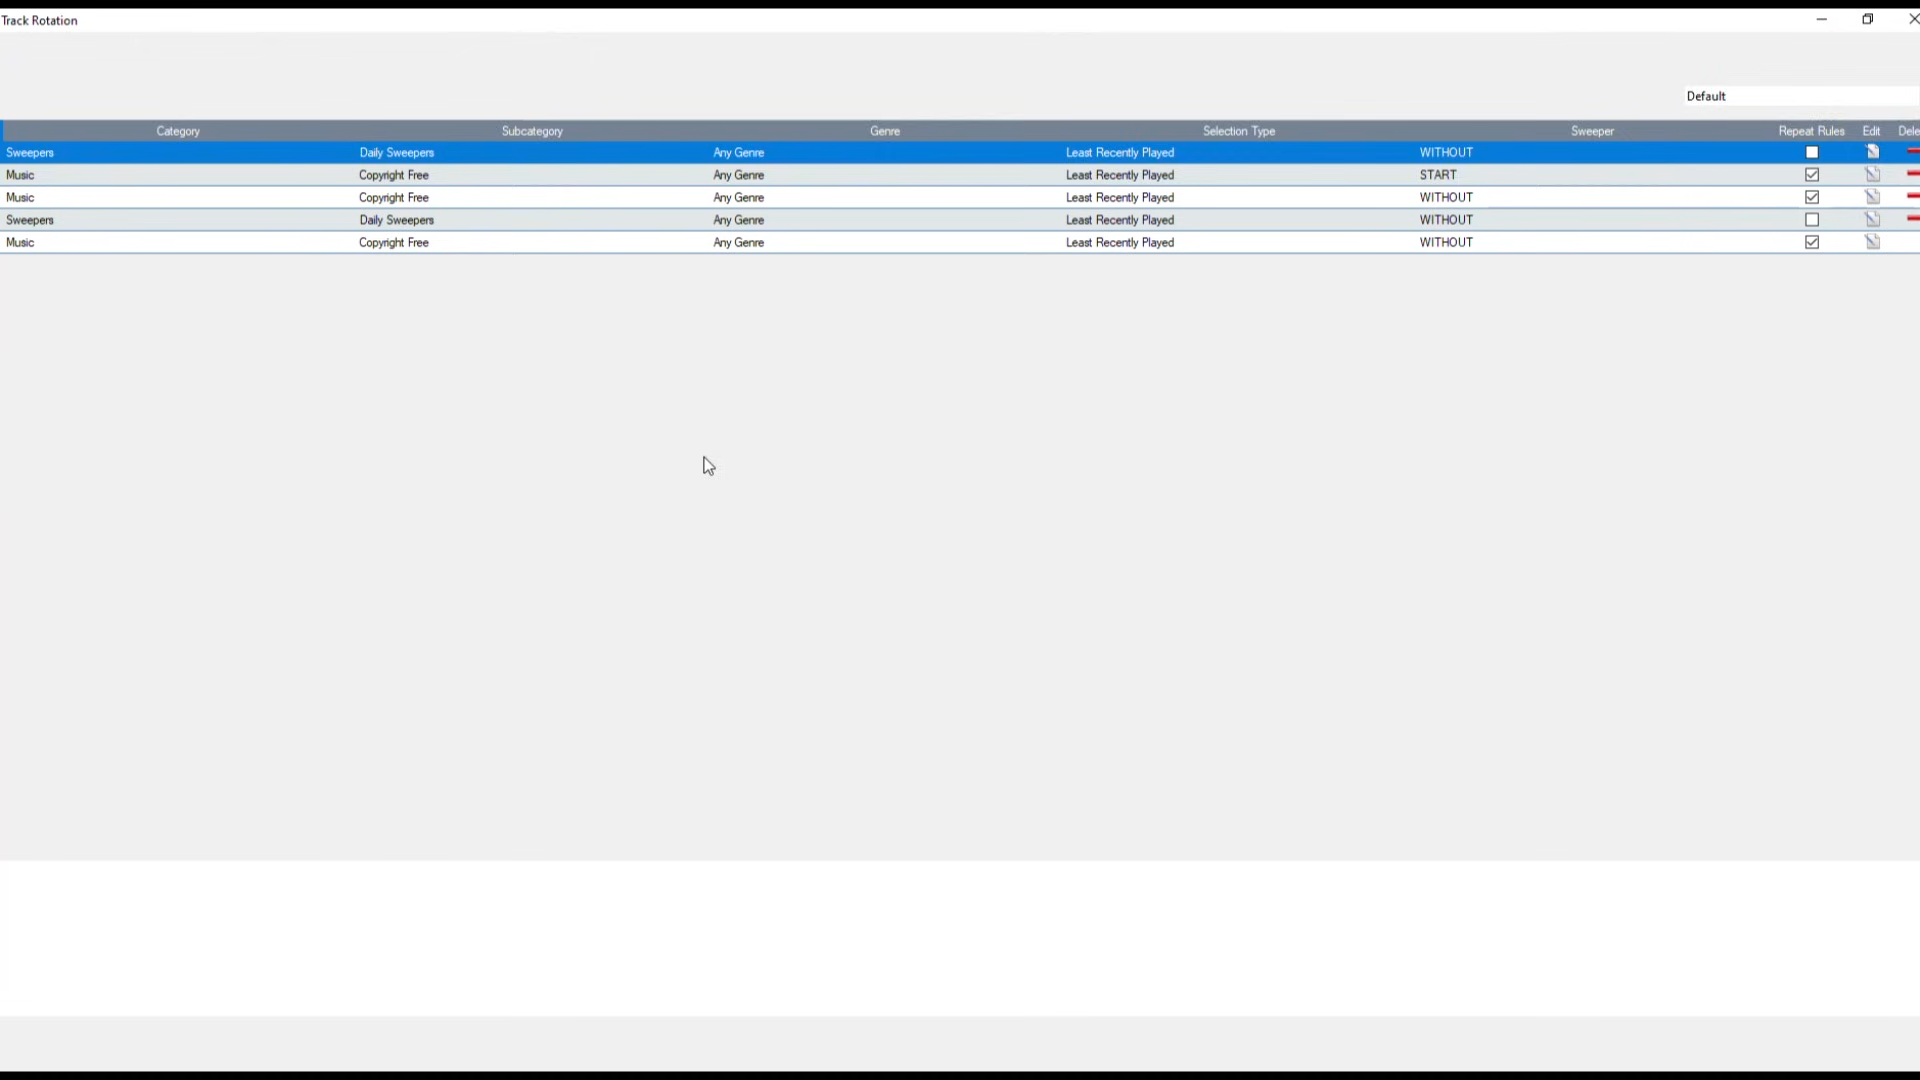 Track Rotation
Default
Category Subcategory Genre Selection Type Sweeper Repeat Rules Edit Dele
Sweepers Daily Sweepers Any Genre Least Recently Played WITHOUT
Music Copyright Free Any Genre Least Recently Played START
Music Copyright Free Any Genre Least Recently Played WITHOUT
Sweepers Daily Sweepers Any Genre Least Recently Played WITHOUT
Music Copyright Free Any Genre Least Recently Played WITHOUT